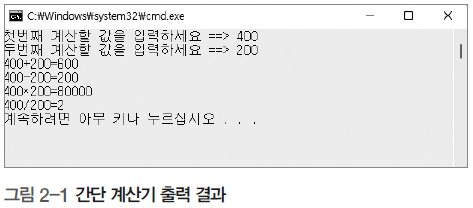 C:₩Windows₩system32₩cmd.exe
첫번째 계산할 값을 입력하세요 ==> 400
두번째 계산할 값을 입력하세요 ==> 200
400+200=600
400-200=200
400*200=80000
400/200=2
계속하려면 아무 키나 누르십시오 . . .
그림 2-1 간단 계산기 출력 결과